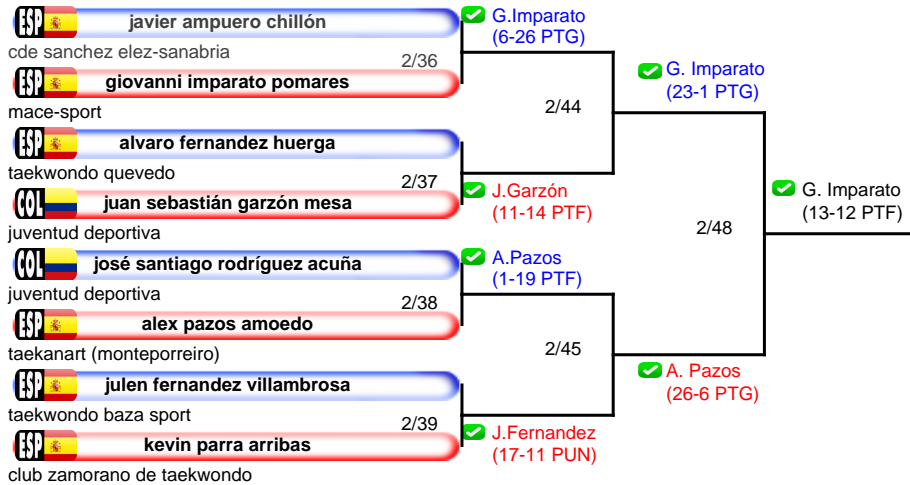 ESP javier ampuero chillón
cde sanchez elez-sanabria
2/36
ESP giovanni imparato pomares
mace-sport
G.Imparato
(6-26 PTG)
ESP alvaro fernandez huerga
taekwondo quevedo
2/37
COL juan sebastián garzón mesa
juventud deportiva
J.Garzón
(11-14 PTF)
2/44
G. Imparato
(23-1 PTG)
COL josé santiago rodríguez acuña
juventud deportiva
2/38
ESP alex pazos amoedo
taekanart (monteporreiro)
A.Pazos
(1-19 PTF)
ESP julen fernandez villambrosa
taekwondo baza sport
2/39
ESP kevin parra arribas
club zamorano de taekwondo
J.Fernandez
(17-11 PUN)
2/45
A. Pazos
(26-6 PTG)
2/48
G. Imparato
(13-12 PTF)